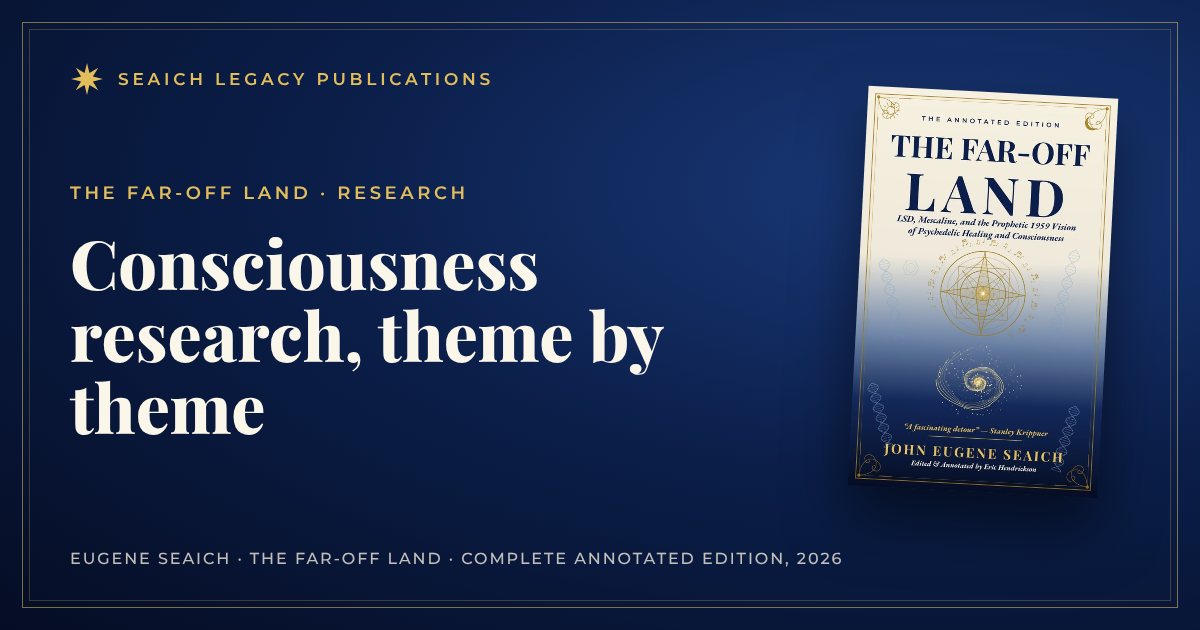 SEAICH LEGACY PUBLICATIONS
THE FAR-OFF LAND · RESEARCH
Consciousness
research, theme by
theme
EUGENE SEAICH · THE FAR-OFF LAND · COMPLETE ANNOTATED EDITION, 2026
THE ANNOTATED EDITION
THE FAR-OFF
LAND
LSD, Mescaline, and the Prophetic 1959 Vision
of Psychedelic Healing and Consciousness
"A fascinating detour" — Stanley Krippner
JOHN EUGENE SEAICH
Edited & Annotated by Eric Hendrickson